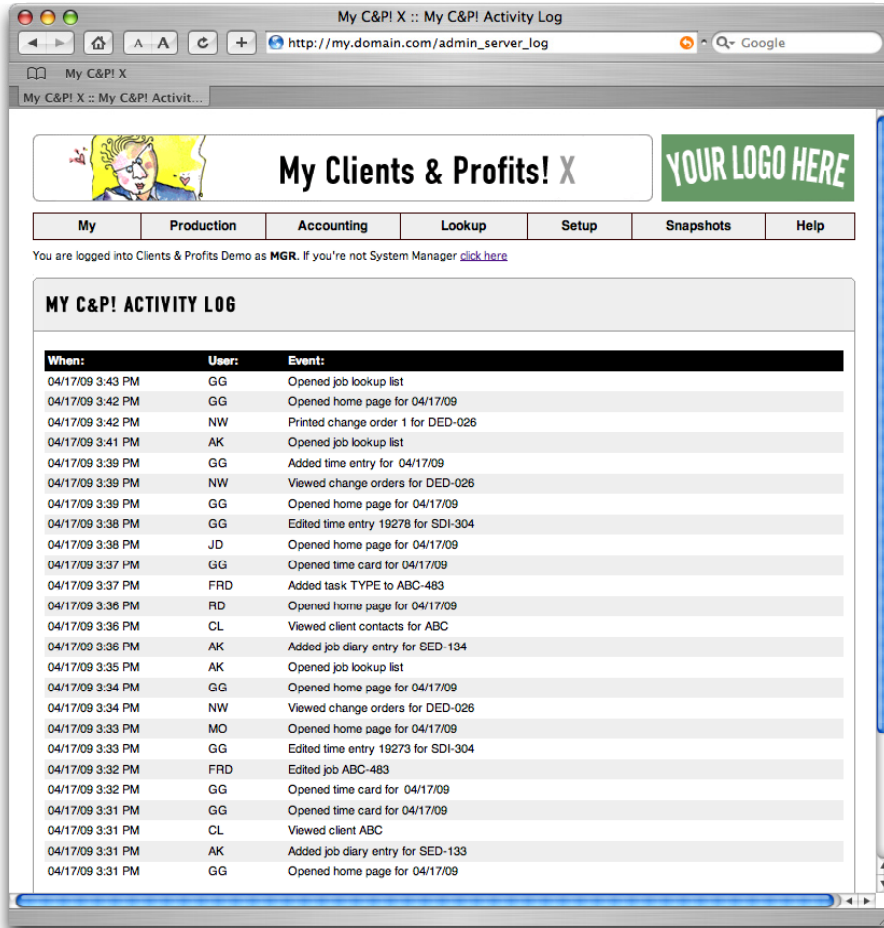 My C&P! X :: My C&P! Activity Log
A A http://my.domain.com/admin_server_log Google
My C&P! X
My C&P! X :: My C&P! Activit...
My Clients & Profits! X YOUR LOGO HERE
My Production Accounting Lookup Setup Snapshots Help
You are logged into Clients & Profits Demo as MGR. If you're not System Manager click here
MY C&P! ACTIVITY LOG
When: User: Event:
04/17/09 3:43 PM GG Opened job lookup list
04/17/09 3:42 PM GG Opened home page for 04/17/09
04/17/09 3:42 PM NW Printed change order 1 for DED-026
04/17/09 3:41 PM AK Opened job lookup list
04/17/09 3:39 PM GG Added time entry for 04/17/09
04/17/09 3:39 PM NW Viewed change orders for DED-026
04/17/09 3:39 PM GG Opened home page for 04/17/09
04/17/09 3:38 PM GG Edited time entry 19278 for SDI-304
04/17/09 3:38 PM JD Opened home page for 04/17/09
04/17/09 3:37 PM GG Opened time card for 04/17/09
04/17/09 3:37 PM FRD Added task TYPE to ABC-483
04/17/09 3:36 PM RD Opened home page for 04/17/09
04/17/09 3:36 PM CL Viewed client contacts for ABC
04/17/09 3:36 PM AK Added job diary entry for SED-134
04/17/09 3:35 PM AK Opened job lookup list
04/17/09 3:34 PM GG Opened home page for 04/17/09
04/17/09 3:34 PM NW Viewed change orders for DED-026
04/17/09 3:33 PM MO Opened home page for 04/17/09
04/17/09 3:33 PM GG Edited time entry 19273 for SDI-304
04/17/09 3:32 PM FRD Edited job ABC-483
04/17/09 3:32 PM GG Opened time card for 04/17/09
04/17/09 3:31 PM GG Opened time card for 04/17/09
04/17/09 3:31 PM CL Viewed client ABC
04/17/09 3:31 PM AK Added job diary entry for SED-133
04/17/09 3:31 PM GG Opened home page for 04/17/09